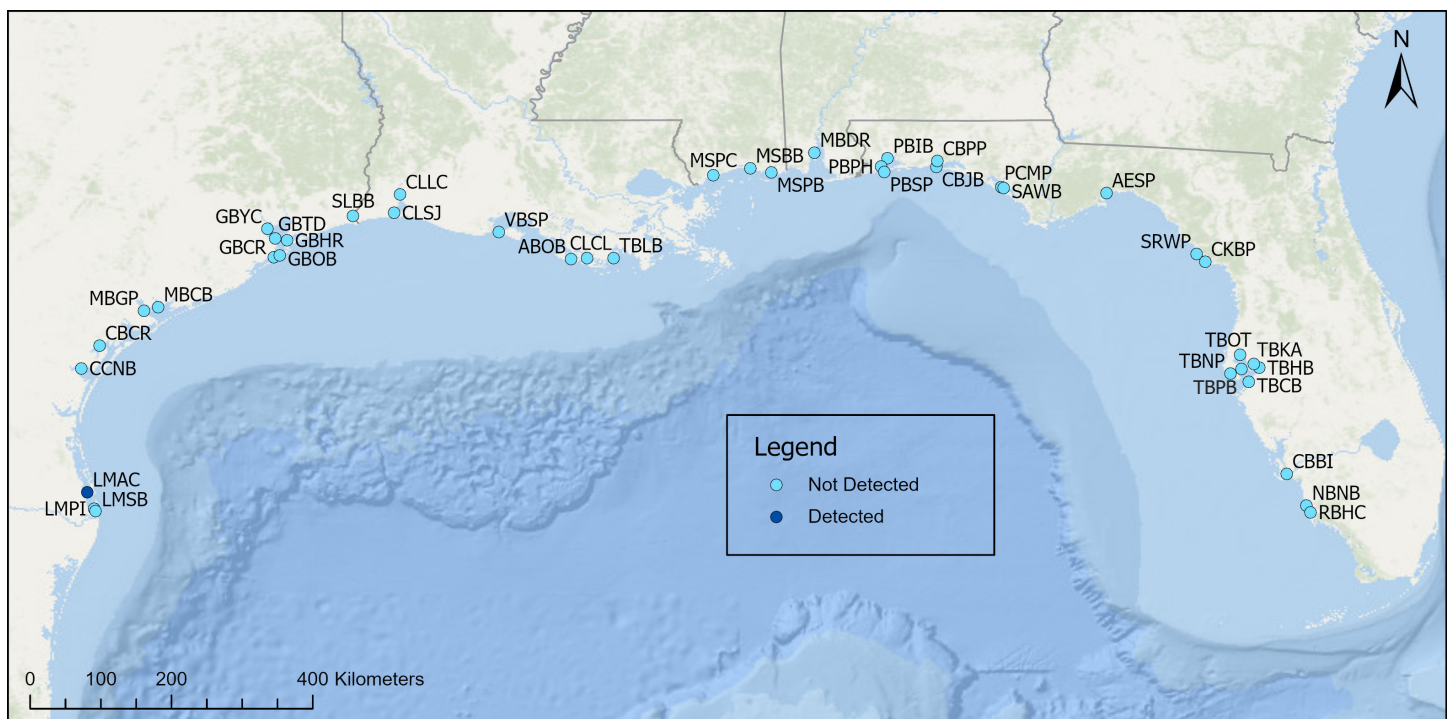 N
MBDR
MSPC
MSBB
MSPB
PBIB
PBPH
PBSP
CBPP
CBJB
PCMP
SAWB
AESP
CLLC
SLBB
CLSJ
GBYC
GBTD
GBHR
GBCR
GBOB
VBSP
ABOB
CLCL
TBLB
SRWP
CKBP
MBGP
MBCB
CBCR
CCNB
TBOT
TBKA
TBNP
TBHB
TBPB
TBCB
Legend
Not Detected
Detected
CBBI
NBNB
RBHC
LMAC
LMSB
LMPI
0 100 200 400 Kilometers